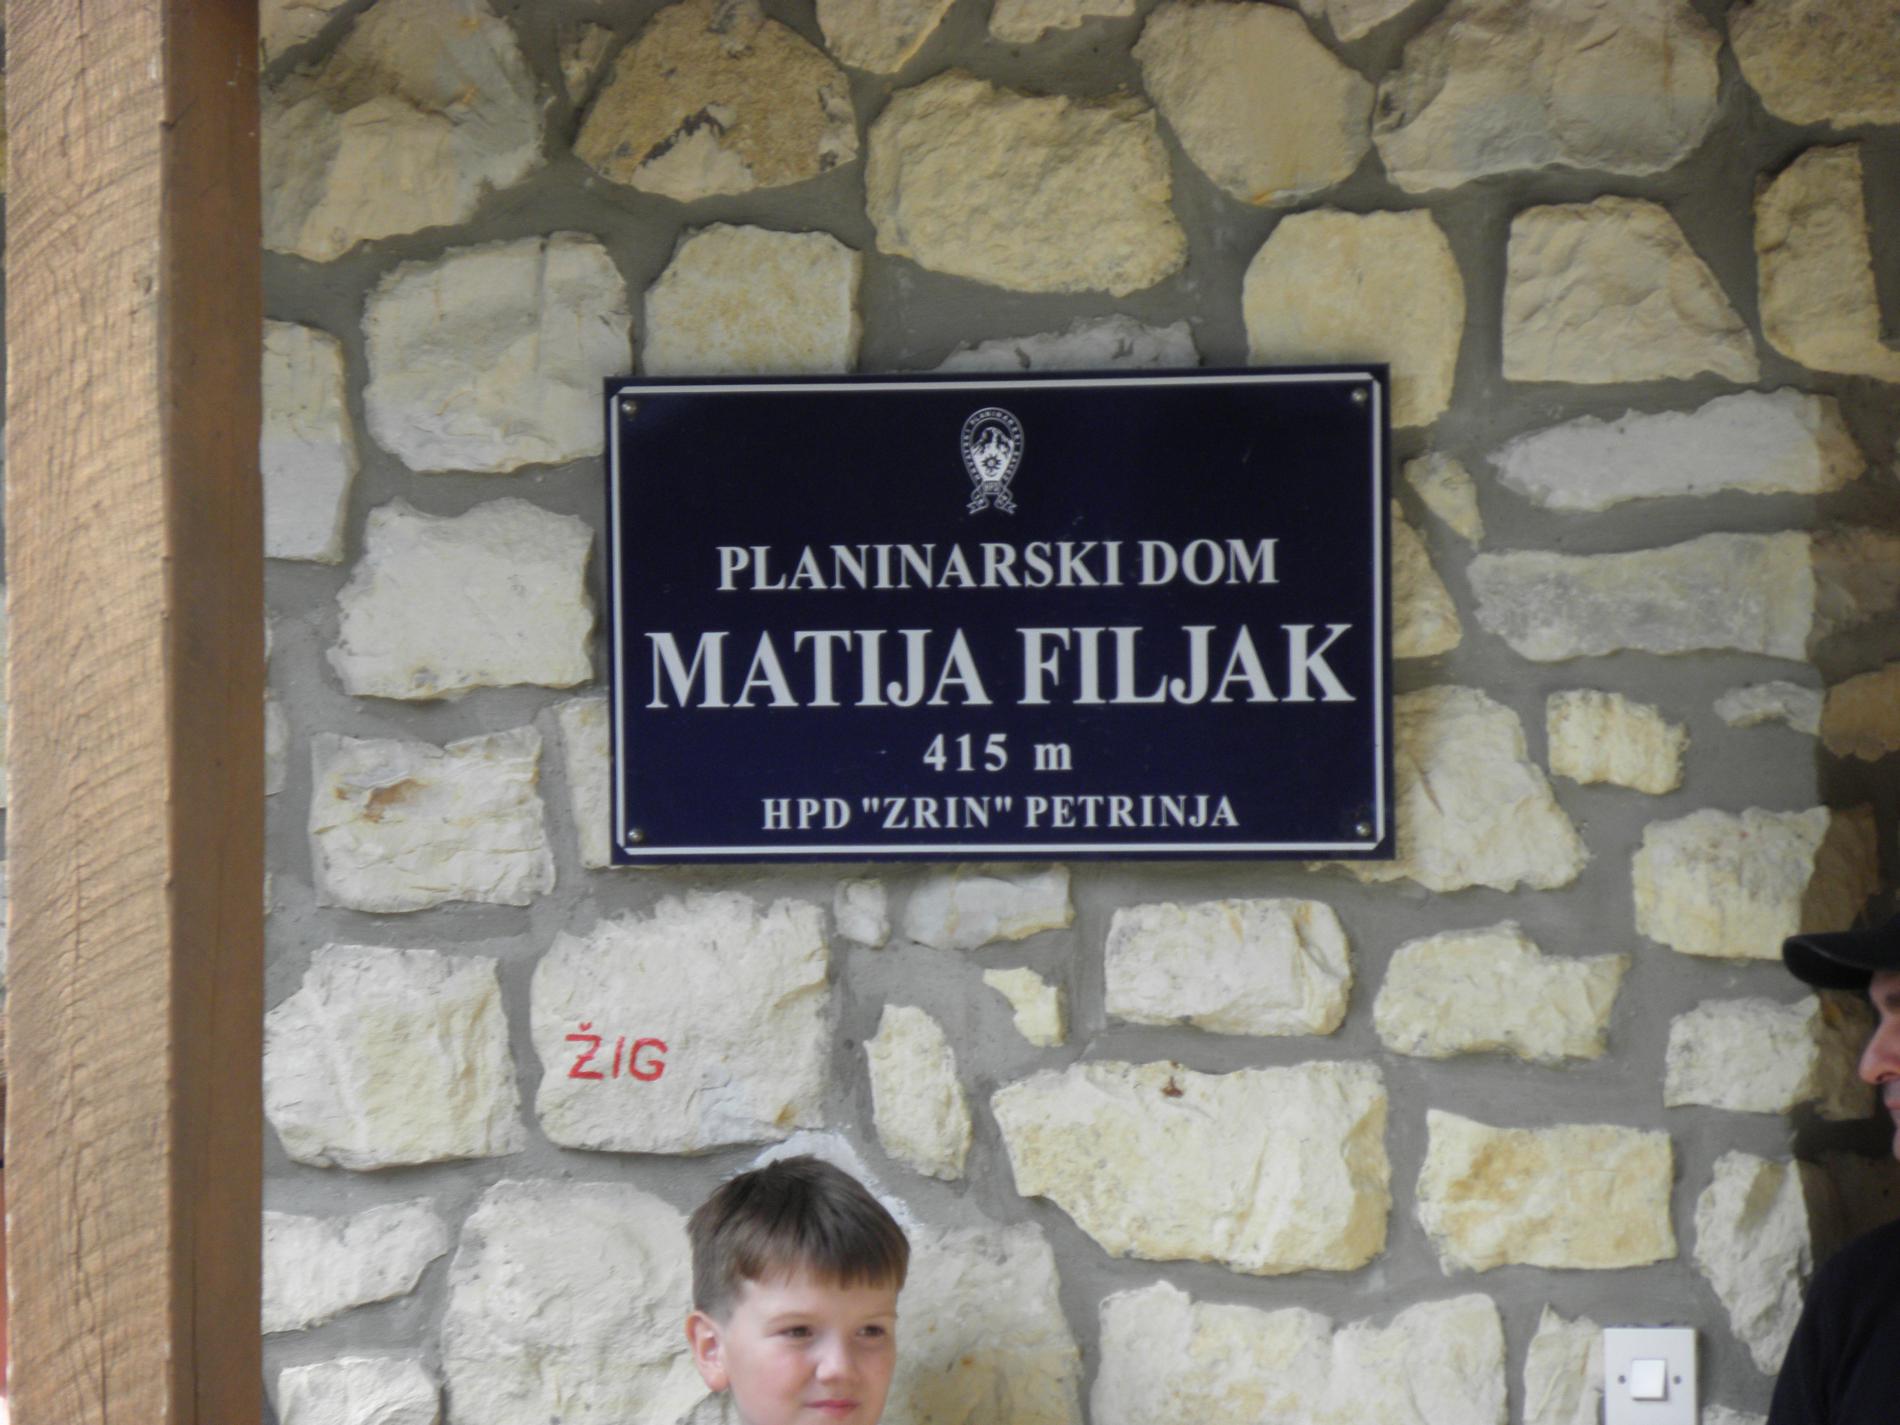 PLANINARSKI DOM
MATIJA FILJAK
415 m
HPD "ZRIN" PETRINJA
ŽIG